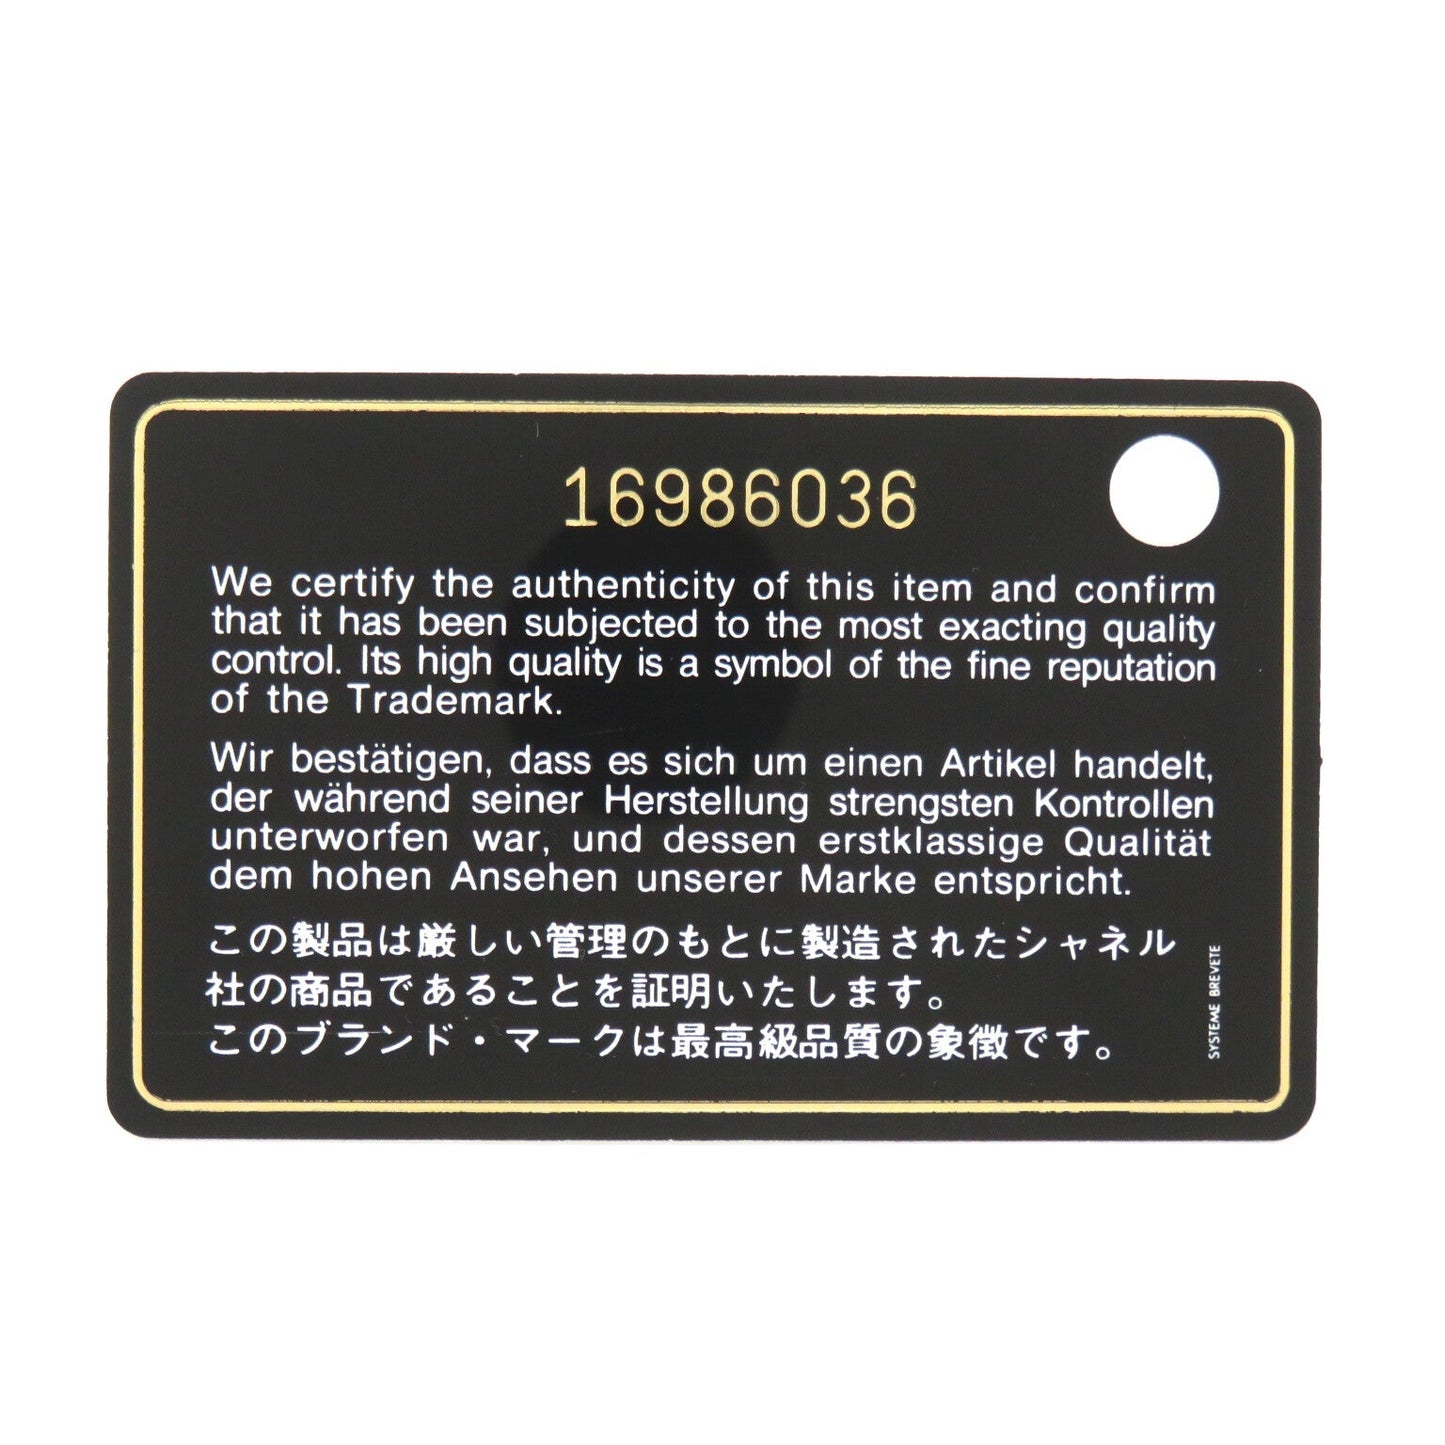 16986036
We certify the authenticity of this item and confirm
that it has been subjected to the most exacting quality
control. Its high quality is a symbol of the fine reputation
of the Trademark.
Wir bestätigen, dass es sich um einen Artikel handelt,
der während seiner Herstellung strengsten Kontrollen
unterworfen war, und dessen erstklassige Qualität
dem hohen Ansehen unserer Marke entspricht.
この製品は厳しい管理のもとに製造されたシャネル
社の商品であることを証明いたします。
このブランド・マークは最高級品質の象徴です。
SYSTEME BREVETE